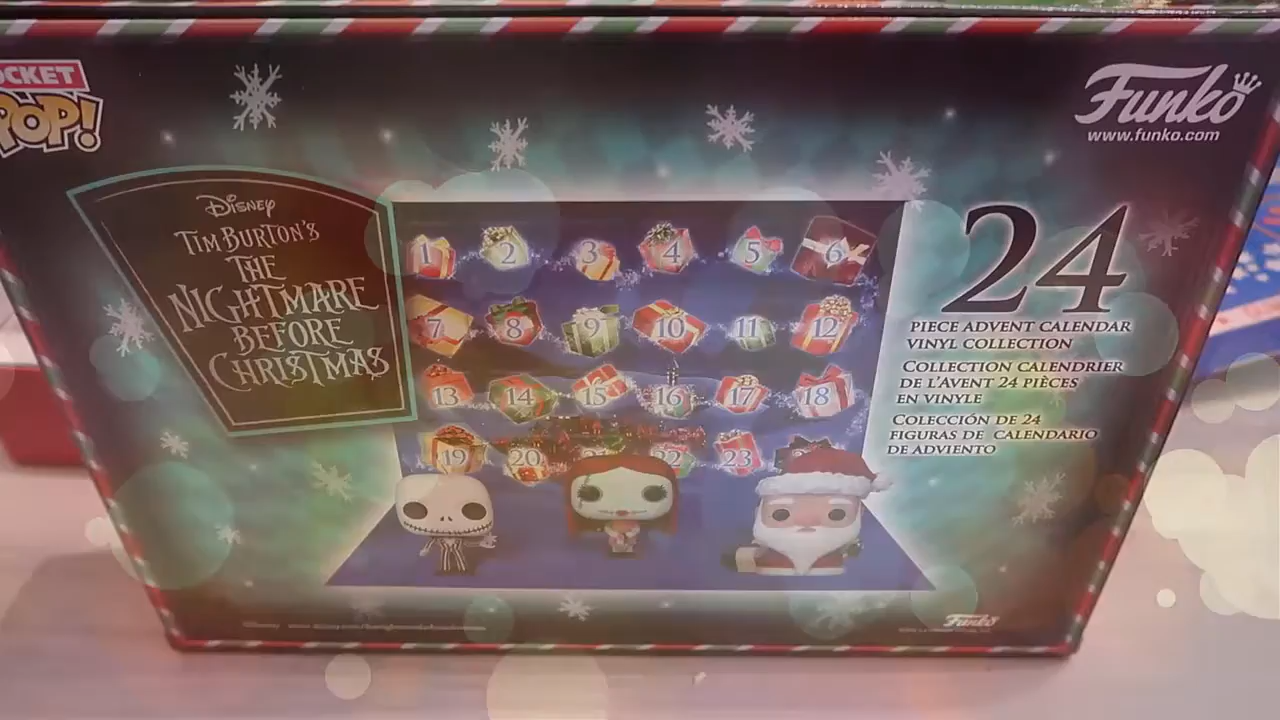 OCKET
POP!
Funko
www.funko.com
DISNEY
TIM BURTON'S
THE
NIGHTMARE
BEFORE
CHRISTMAS
1 2 3 4 5 6
7 8 9 10 11 12
13 14 15 16 17 18
19 20 22 23
24
PIECE ADVENT CALENDAR
VINYL COLLECTION
COLLECTION CALENDRIER
DE L'AVENT 24 PIÈCES
EN VINYLE
COLECCIÓN DE 24
FIGURAS DE CALENDARIO
DE ADVIENTO
Funko